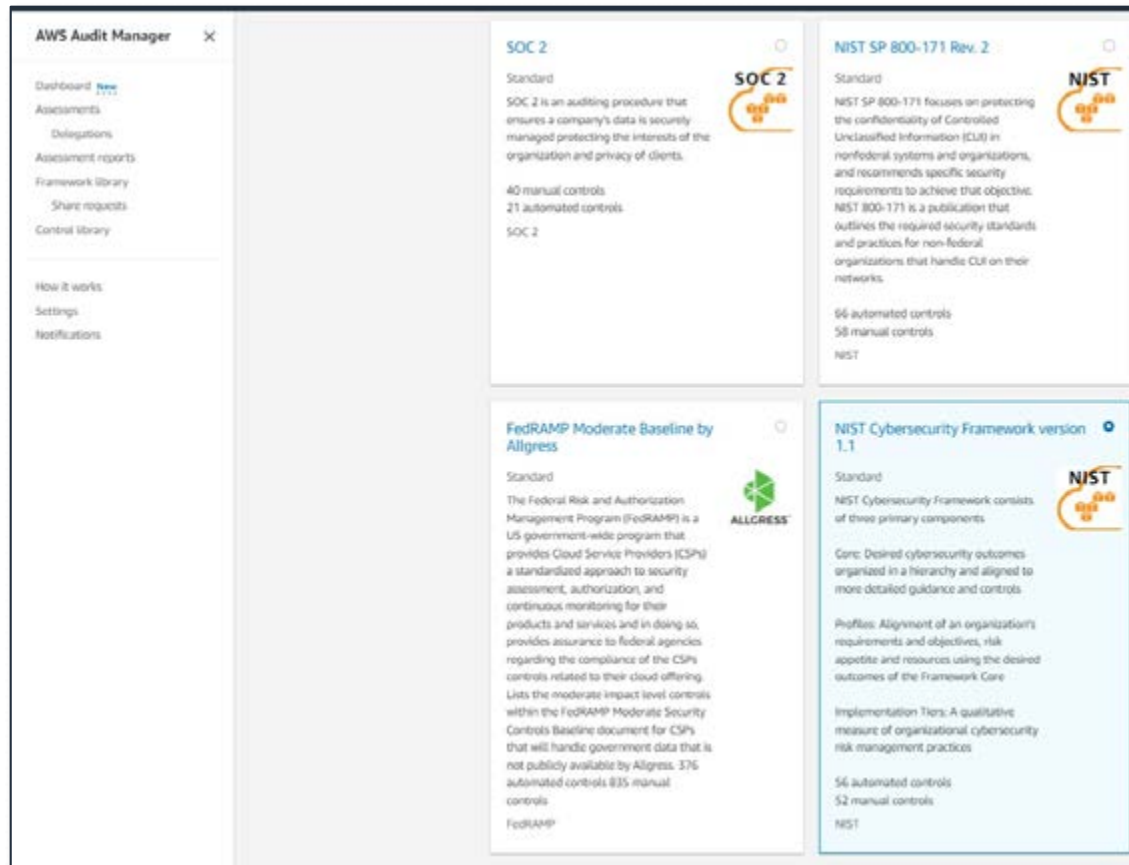 AWS Audit Manager
Dashboard New
Assessments
Delegations
Assessment reports
Framework library
Share requests
Control library
How it works
Settings
Notifications
SOC 2
Standard
SOC 2 is an auditing procedure that
ensures a company's data is securely
managed protecting the interests of the
organization and privacy of clients.
40 manual controls
21 automated controls
SOC 2
SOC 2
NIST SP 800-171 Rev. 2
Standard
NIST SP 800-171 focuses on protecting
the confidentiality of Controlled
Unclassified Information (CUI) in
nonfederal systems and organizations,
and recommends specific security
requirements to achieve that objective.
NIST 800-171 is a publication that
outlines the required security standards
and practices for non-federal
organizations that handle CUI on their
networks.
66 automated controls
58 manual controls
NIST
NIST
FedRAMP Moderate Baseline by
Allgress
Standard
The Federal Risk and Authorization
Management Program (FedRAMP) is a
US government-wide program that
provides Cloud Service Providers (CSPs)
a standardized approach to security
assessment, authorization, and
continuous monitoring for their
products and services and in doing so,
provides assurance to federal agencies
regarding the compliance of the CSPs
controls related to their cloud offering.
Lists the moderate impact level controls
within the FedRAMP Moderate Security
Controls Baseline document for CSPs
that will handle government data that is
not publicly available by Allgress. 376
automated controls 835 manual
controls
FedRAMP
ALLGRESS
NIST Cybersecurity Framework version
1.1
Standard
NIST Cybersecurity Framework consists
of three primary components
Core: Desired cybersecurity outcomes
organized in a hierarchy and aligned to
more detailed guidance and controls
Profiles: Alignment of an organization's
requirements and objectives, risk
appetite and resources using the desired
outcomes of the Framework Core
Implementation Tiers: A qualitative
measure of organizational cybersecurity
risk management practices
56 automated controls
52 manual controls
NIST
NIST